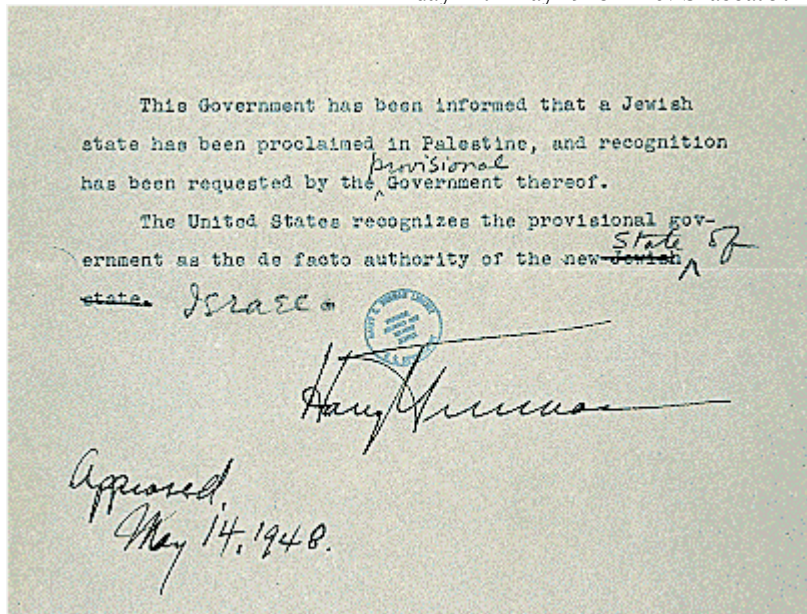 This Government has been informed that a Jewish
state has been proclaimed in Palestine, and recognition
provisional
has been requested by the ^ Government thereof.
The United States recognizes the provisional gov-
State of
ernment as the de facto authority of the new Jewish ^
state. Israel.
Harry Truman
Approved,
May 14, 1948.